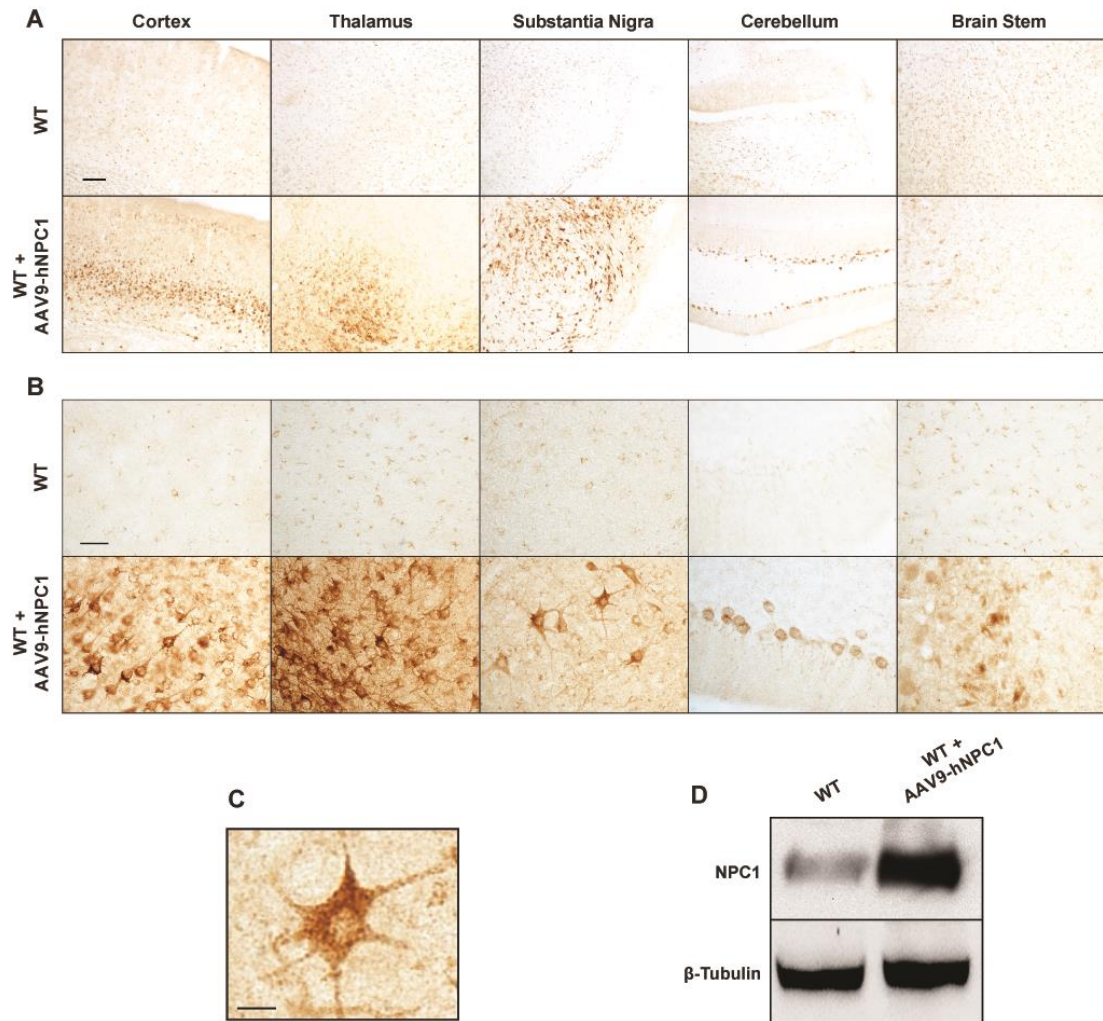 A
Cortex
Thalamus
Substantia Nigra
Cerebellum
Brain Stem
WT
WT +
AAV9-hNPC1
B
WT
WT +
AAV9-hNPC1
C
D
WT
WT +
AAV9-hNPC1
NPC1
β-Tubulin